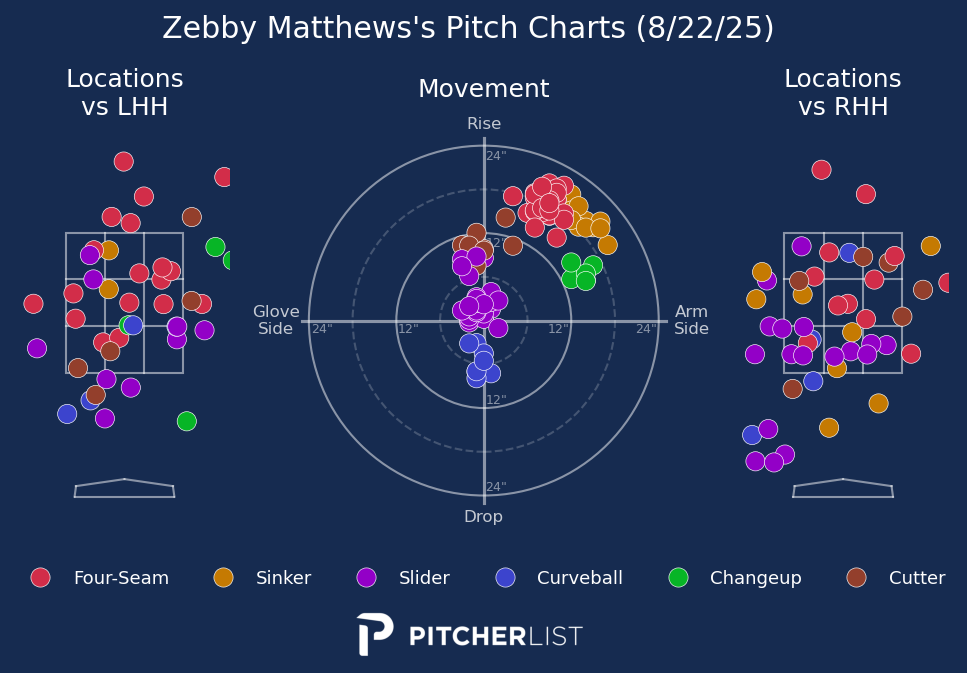 Zebby Matthews's Pitch Charts (8/22/25)
Locations
vs LHH
Movement
Locations
vs RHH
Rise
24"
12"
Glove
Side
24"
12"
12"
24"
Arm
Side
12"
24"
Drop
Four-Seam
Sinker
Slider
Curveball
Changeup
Cutter
PITCHERLIST